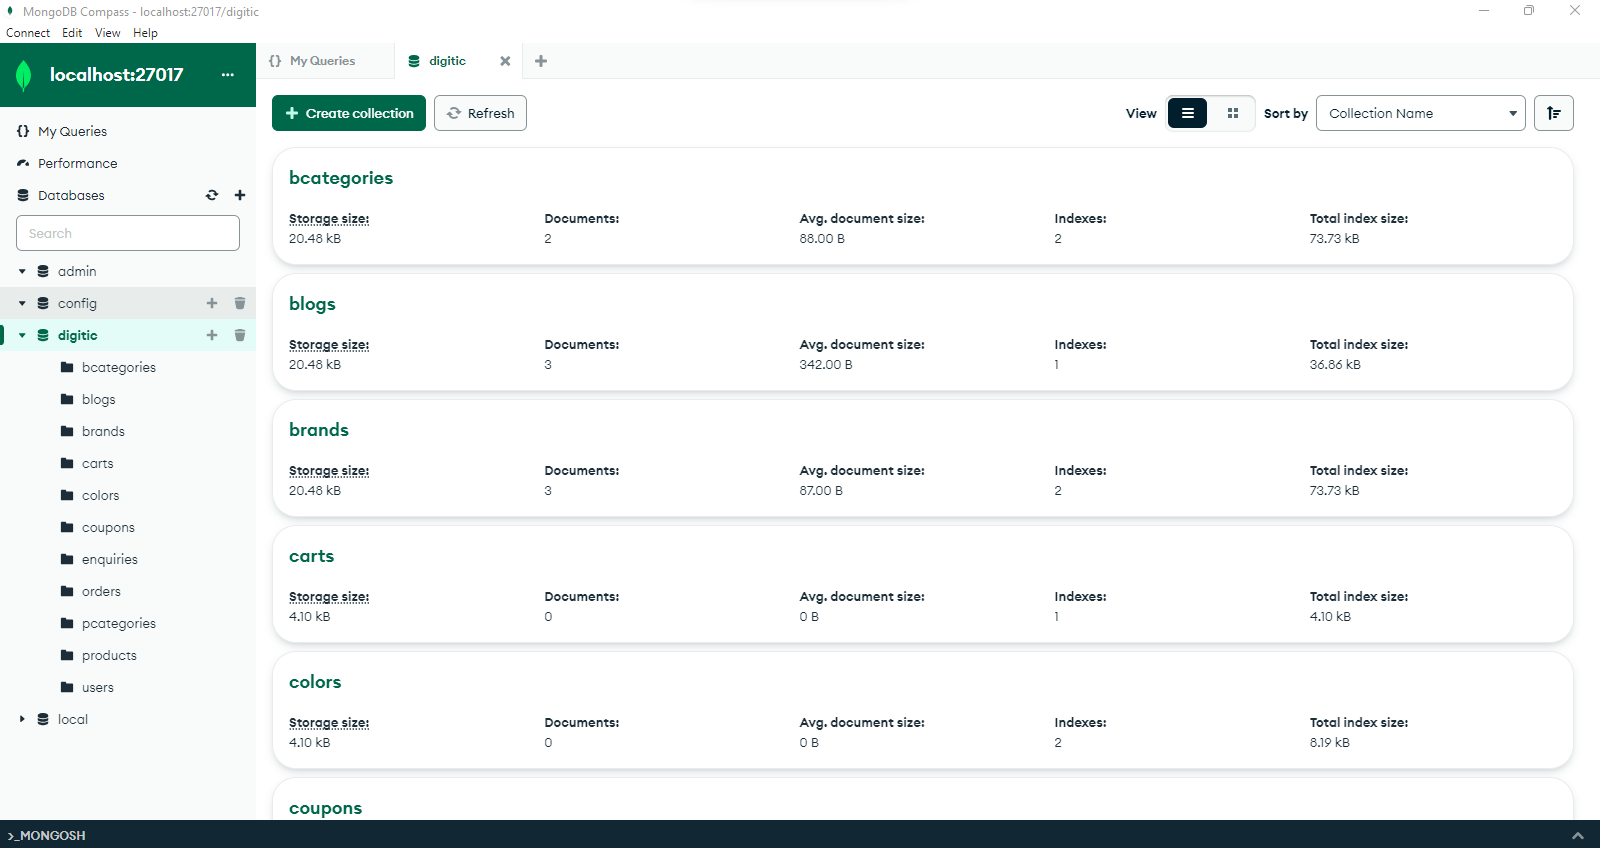 MongoDB Compass - localhost:27017/digitic
Connect Edit View Help
localhost:27017 ...
{} My Queries
Performance
Databases
Search
admin
config
digitic
bcategories
blogs
brands
carts
colors
coupons
enquiries
orders
pcategories
products
users
local
{} My Queries
digitic
Create collection
Refresh
View
Sort by
Collection Name
bcategories
Storage size: Documents: Avg. document size: Indexes: Total index size:
20.48 kB 2 88.00 B 2 73.73 kB
blogs
Storage size: Documents: Avg. document size: Indexes: Total index size:
20.48 kB 3 342.00 B 1 36.86 kB
brands
Storage size: Documents: Avg. document size: Indexes: Total index size:
20.48 kB 3 87.00 B 2 73.73 kB
carts
Storage size: Documents: Avg. document size: Indexes: Total index size:
4.10 kB 0 0 B 1 4.10 kB
colors
Storage size: Documents: Avg. document size: Indexes: Total index size:
4.10 kB 0 0 B 2 8.19 kB
coupons
>_MONGOSH